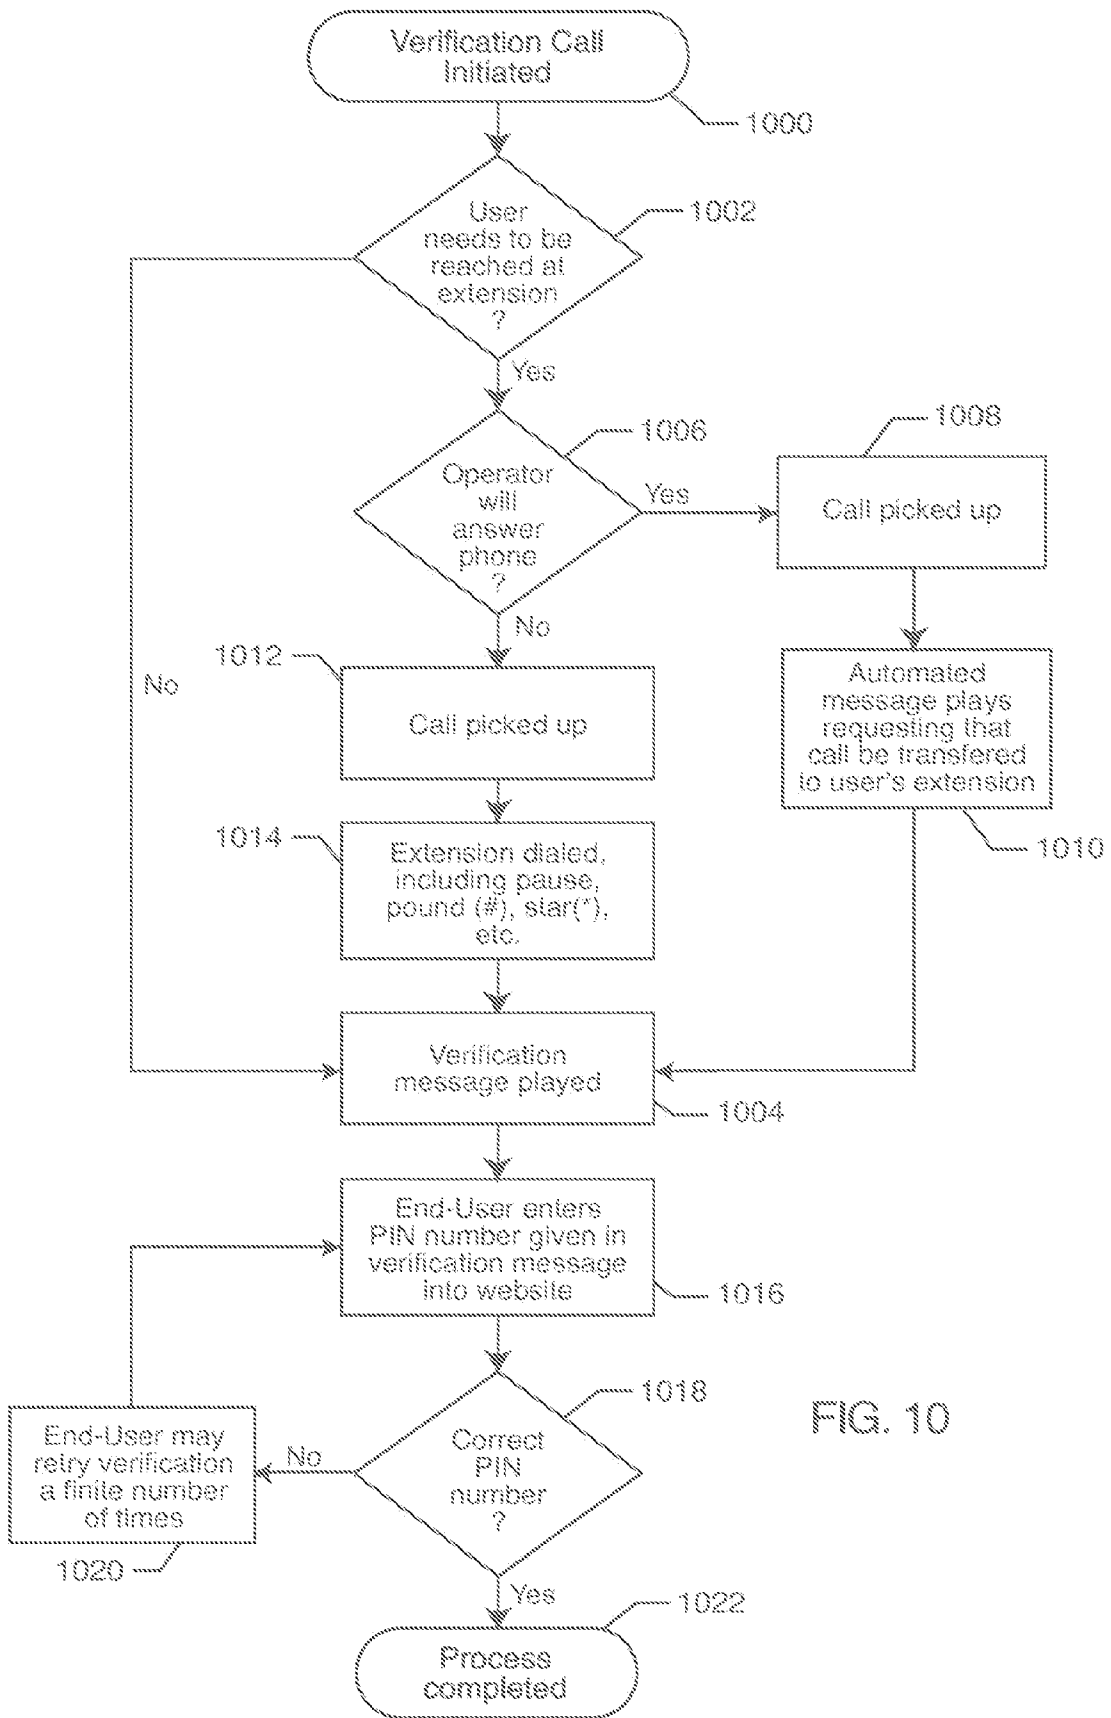 Verification Call
Initiated
1000
1002
User
needs to be
reached at
extension
?
Yes
1006
1008
Operator
will
answer
phone
?
Yes
Call picked up
No
1012
No
Call picked up
Automated
message plays
requesting that
call be transfered
to user's extension
1014
1010
Extension dialed,
including pause,
pound (#), star(*),
etc.
Verification
message played
1004
End-User enters
PIN number given in
verification message
into website
1016
1018
FIG. 10
Correct
PIN
number
?
No
End-User may
retry verification
a finite number
of times
1020
Yes
1022
Process
completed